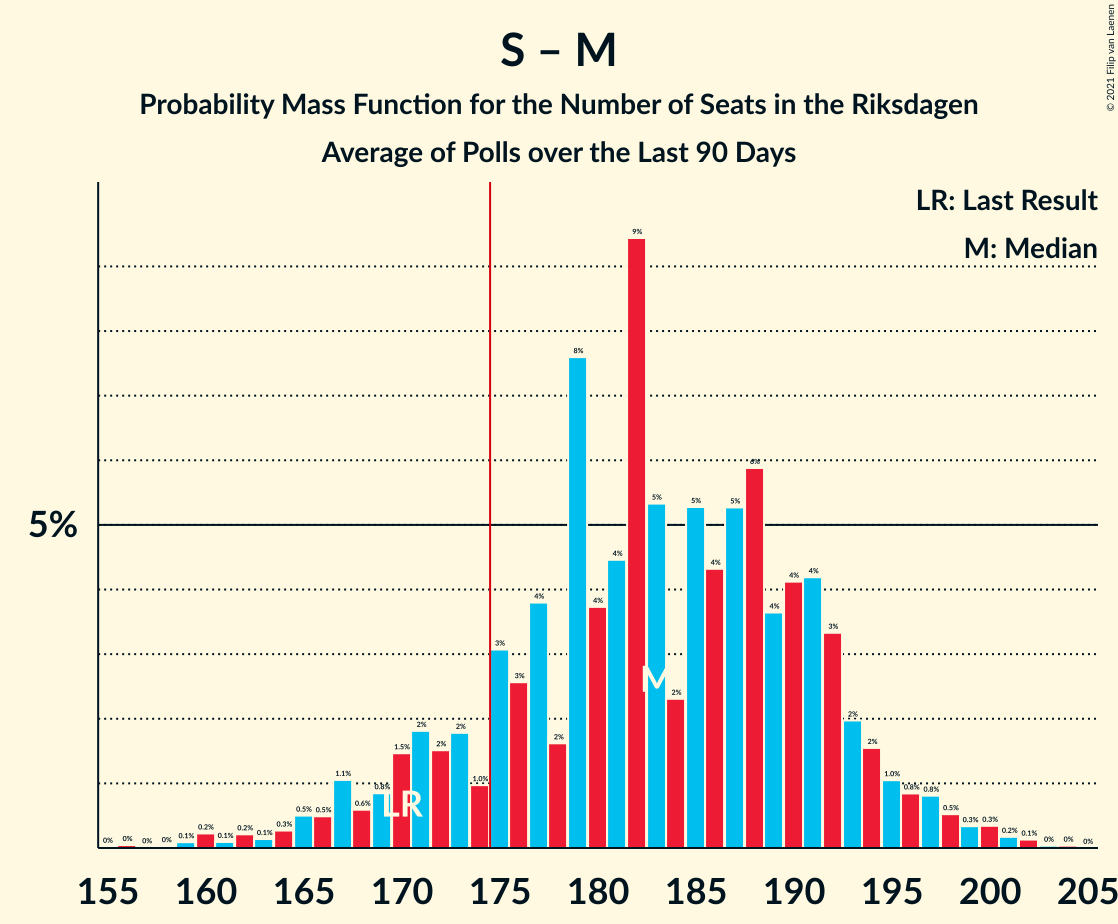 S – M
Probability Mass Function for the Number of Seats in the Riksdagen
Average of Polls over the Last 90 Days
© 2021 Filip van Laenen
LR: Last Result
M: Median
5%
0% 0% 0% 0% 0.1% 0.2% 0.1% 0.2% 0.1% 0.3% 0.5% 0.5% 1.1% 0.6% 0.8% 1.5% 2% 2% 2% 1.0% 3% 3% 4% 2% 8% 4% 4% 9% 5% 2% 5% 4% 5% 6% 4% 4% 4% 3% 2% 2% 1.0% 0.8% 0.8% 0.5% 0.3% 0.3% 0.2% 0.1% 0% 0% 0%
M
LR
155 160 165 170 175 180 185 190 195 200 205